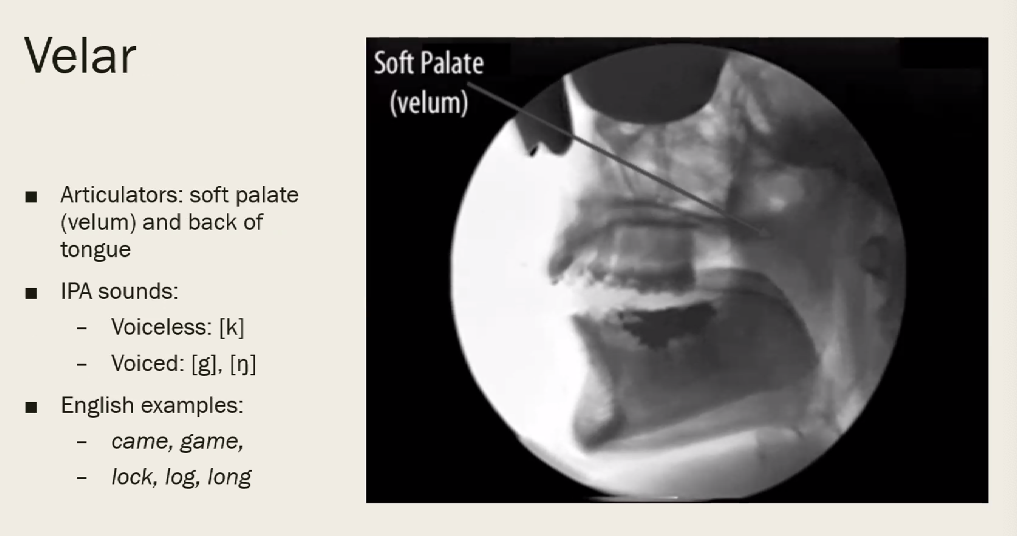 Velar
■ Articulators: soft palate
(velum) and back of
tongue
■ IPA sounds:
– Voiceless: [k]
– Voiced: [g], [ŋ]
■ English examples:
– came, game,
– lock, log, long
Soft Palate
(velum)